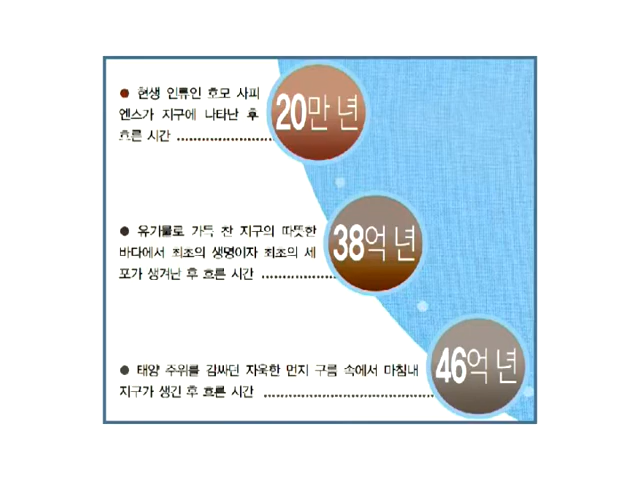 ● 현생 인류인 호모 사피
엔스가 지구에 나타난 후
흐른 시간 ........................ 20만 년
● 유기물로 가득 찬 지구의 따뜻한
바다에서 최초의 생명이자 최초의 세
포가 생겨난 후 흐른 시간 .................. 38억 년
● 태양 주위를 감싸던 자욱한 먼지 구름 속에서 마침내
지구가 생긴 후 흐른 시간 .......................................... 46억 년